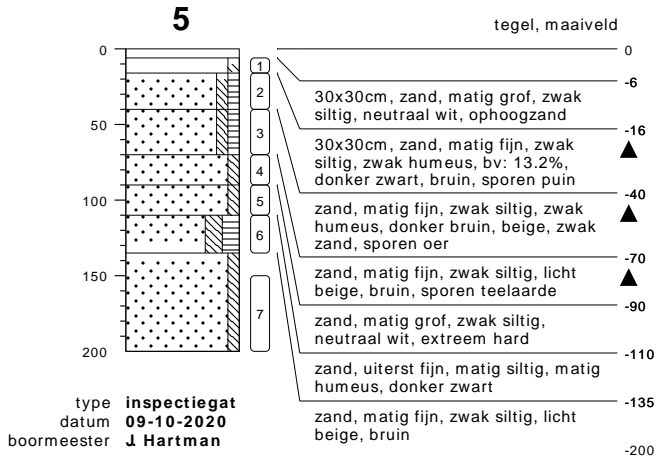 5
tegel, maaiveld
0
50
100
150
200
1
2
3
4
5
6
7
0
-6
30x30cm, zand, matig grof, zwak
siltig, neutraal wit, ophoogzand
-16
30x30cm, zand, matig fijn, zwak
siltig, zwak humeus, bv: 13.2%,
donker zwart, bruin, sporen puin
-40
zand, matig fijn, zwak siltig, zwak
humeus, donker bruin, beige, zwak
zand, sporen oer
-70
zand, matig fijn, zwak siltig, licht
beige, bruin, sporen teelaarde
-90
zand, matig grof, zwak siltig,
neutraal wit, extreem hard
-110
zand, uiterst fijn, matig siltig, matig
humeus, donker zwart
-135
zand, matig fijn, zwak siltig, licht
beige, bruin
-200
type inspectiegat
datum 09-10-2020
boormeester J. Hartman